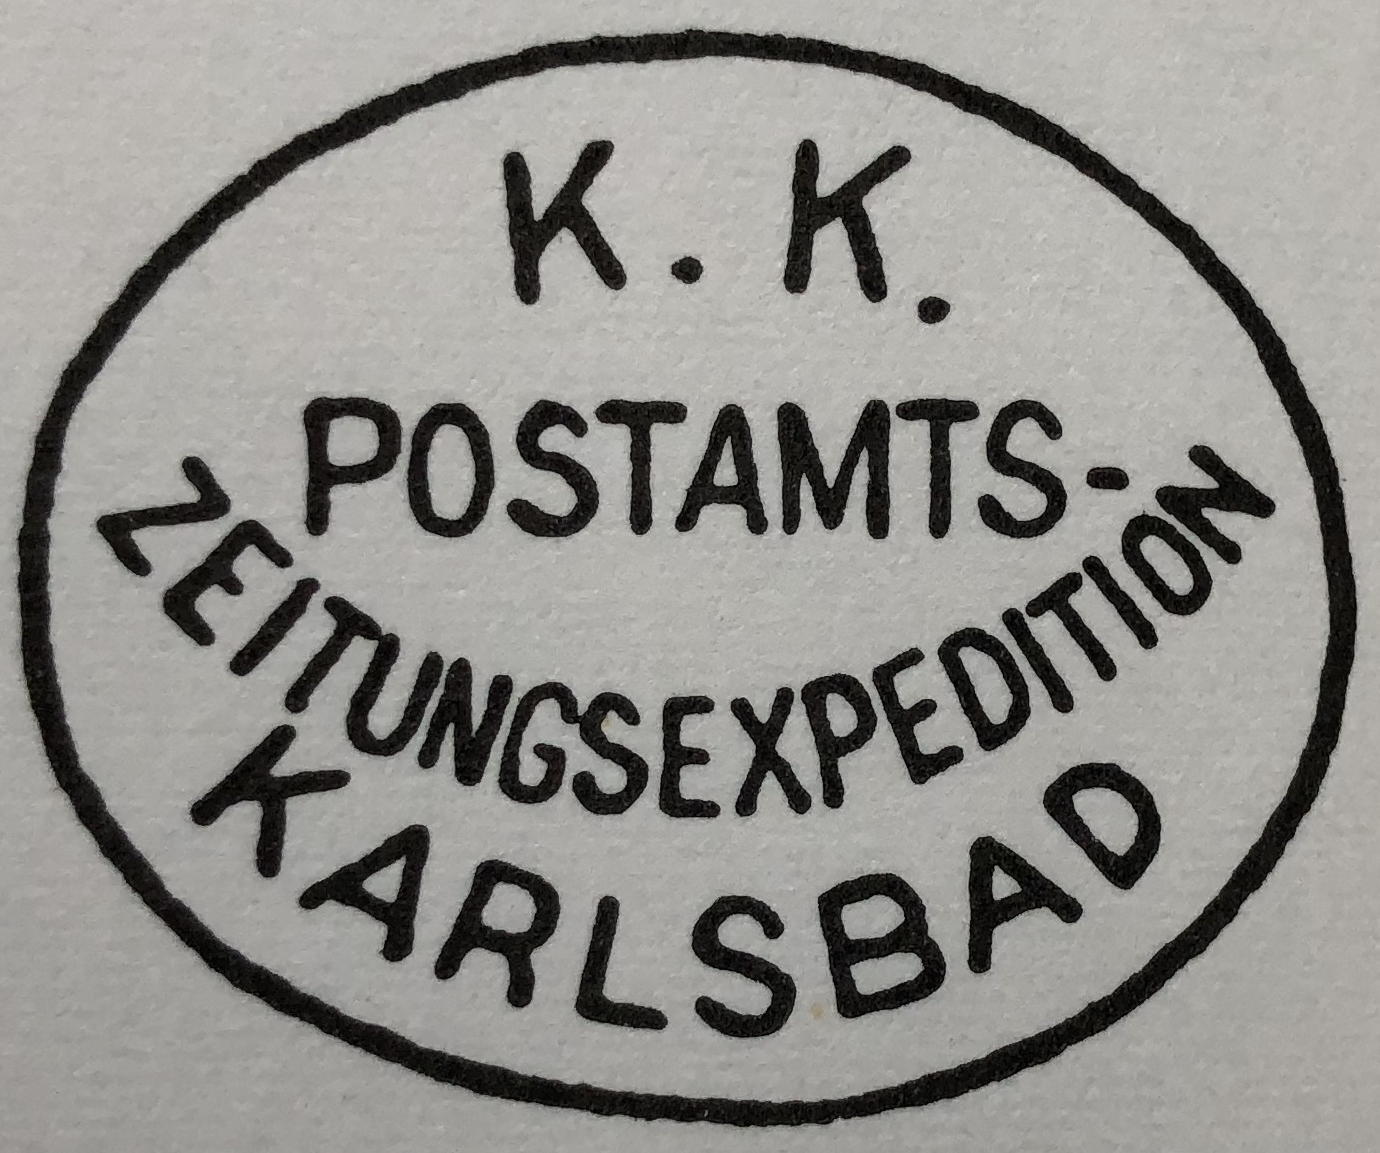 K. K.
POSTAMTS-
ZEITUNGSEXPEDITION
KARLSBAD